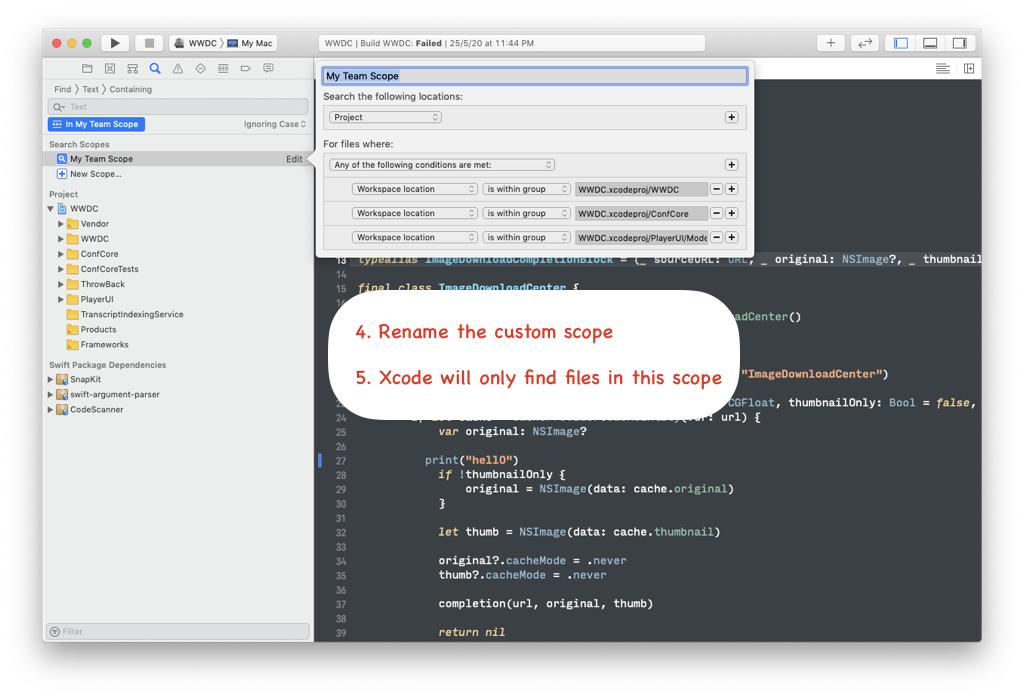 WWDC 〉 My Mac
WWDC | Build WWDC: Failed | 25/5/20 at 11:44 PM
Find 〉 Text 〉 Containing
Text
In My Team Scope
Ignoring Case
Search Scopes
My Team Scope Edit
New Scope...
Project
WWDC
Vendor
WWDC
ConfCore
ConfCoreTests
ThrowBack
PlayerUI
TranscriptIndexingService
Products
Frameworks
Swift Package Dependencies
SnapKit
swift-argument-parser
CodeScanner
Filter
My Team Scope
Search the following locations:
Project
For files where:
Any of the following conditions are met:
Workspace location is within group WWDC.xcodeproj/WWDC
Workspace location is within group WWDC.xcodeproj/ConfCore
Workspace location is within group WWDC.xcodeproj/PlayerUI/Mode
13 typealias ImageDownloadCompletionBlock = (_ sourceURL: URL, _ original: NSImage?, _ thumbnail
14
15 final class ImageDownloadCenter {
adCenter()
4. Rename the custom scope
5. Xcode will only find files in this scope
"ImageDownloadCenter")
CGFloat, thumbnailOnly: Bool = false,
24 url) {
25 var original: NSImage?
26
27 print("hellO")
28 if !thumbnailOnly {
29 original = NSImage(data: cache.original)
30 }
31
32 let thumb = NSImage(data: cache.thumbnail)
33
34 original?.cacheMode = .never
35 thumb?.cacheMode = .never
36
37 completion(url, original, thumb)
38
39 return nil